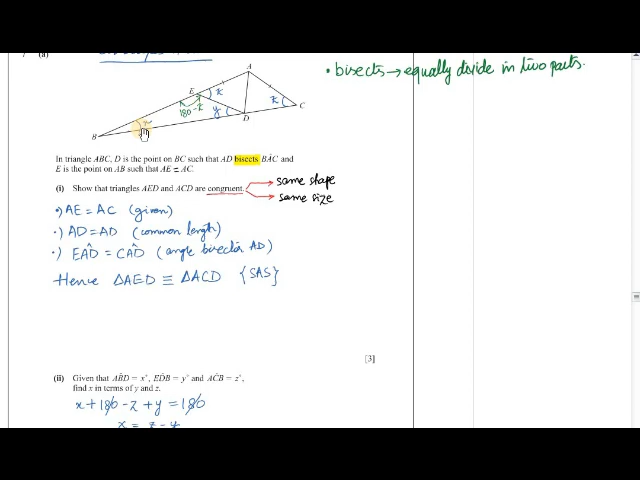 (a)
• bisects → equally divide in two parts.
A
E
z
180-z
y
z
C
D
B
In triangle ABC, D is the point on BC such that AD bisects BÂC and
E is the point on AB such that AE = AC.
(i) Show that triangles AED and ACD are congruent.
same shape
same size
•) AE = AC (given)
•) AD = AD (common length)
•) EÂD = CÂD (angle bisector AD)
Hence ΔAED ≡ ΔACD {SAS}
[3]
(ii) Given that AB̂D = x°, ED̂B = y° and AĈB = z°,
find x in terms of y and z.
x + 180 - z + y = 180
x = z - y